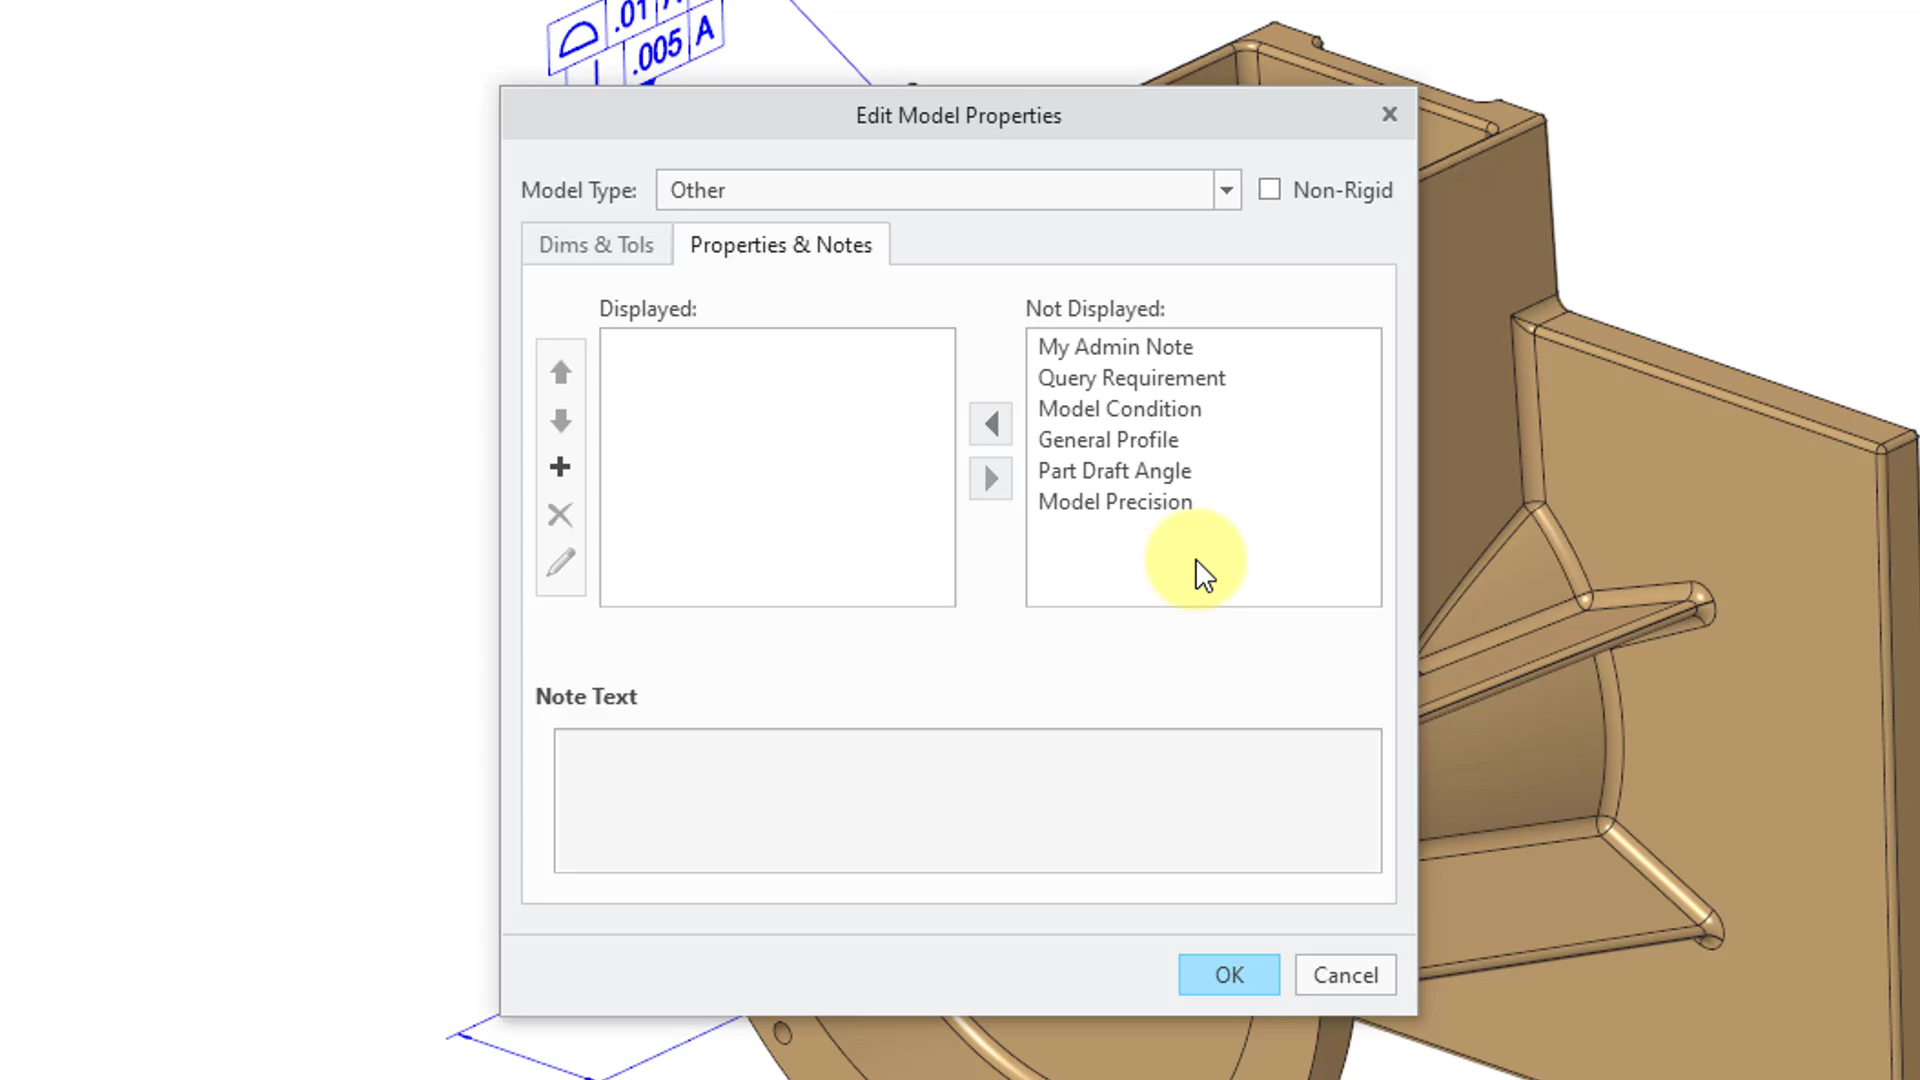 .01 A
.005 A
Edit Model Properties
Model Type: Other Non-Rigid
Dims & Tols Properties & Notes
Displayed: Not Displayed:
My Admin Note
Query Requirement
Model Condition
General Profile
Part Draft Angle
Model Precision
Note Text
OK Cancel